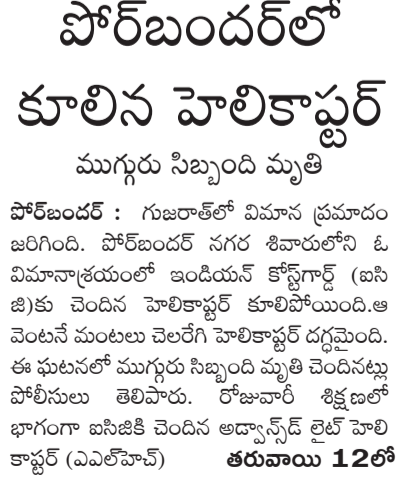 పోర్‌బందర్‌లో
కూలిన హెలికాప్టర్
ముగ్గురు సిబ్బంది మృతి
పోర్‌బందర్ : గుజరాత్‌లో విమాన ప్రమాదం
జరిగింది. పోర్‌బందర్ నగర శివారులోని ఓ
విమానాశ్రయంలో ఇండియన్ కోస్ట్‌గార్డ్ (ఐసి
జి)కు చెందిన హెలికాప్టర్ కూలిపోయింది.ఆ
వెంటనే మంటలు చెలరేగి హెలికాప్టర్ దగ్ధమైంది.
ఈ ఘటనలో ముగ్గురు సిబ్బంది మృతి చెందినట్లు
పోలీసులు తెలిపారు. రోజువారీ శిక్షణలో
భాగంగా ఐసిజికి చెందిన అడ్వాన్స్‌డ్ లైట్ హెలి
కాప్టర్ (ఎఎల్‌హెచ్) తరువాయి 12లో